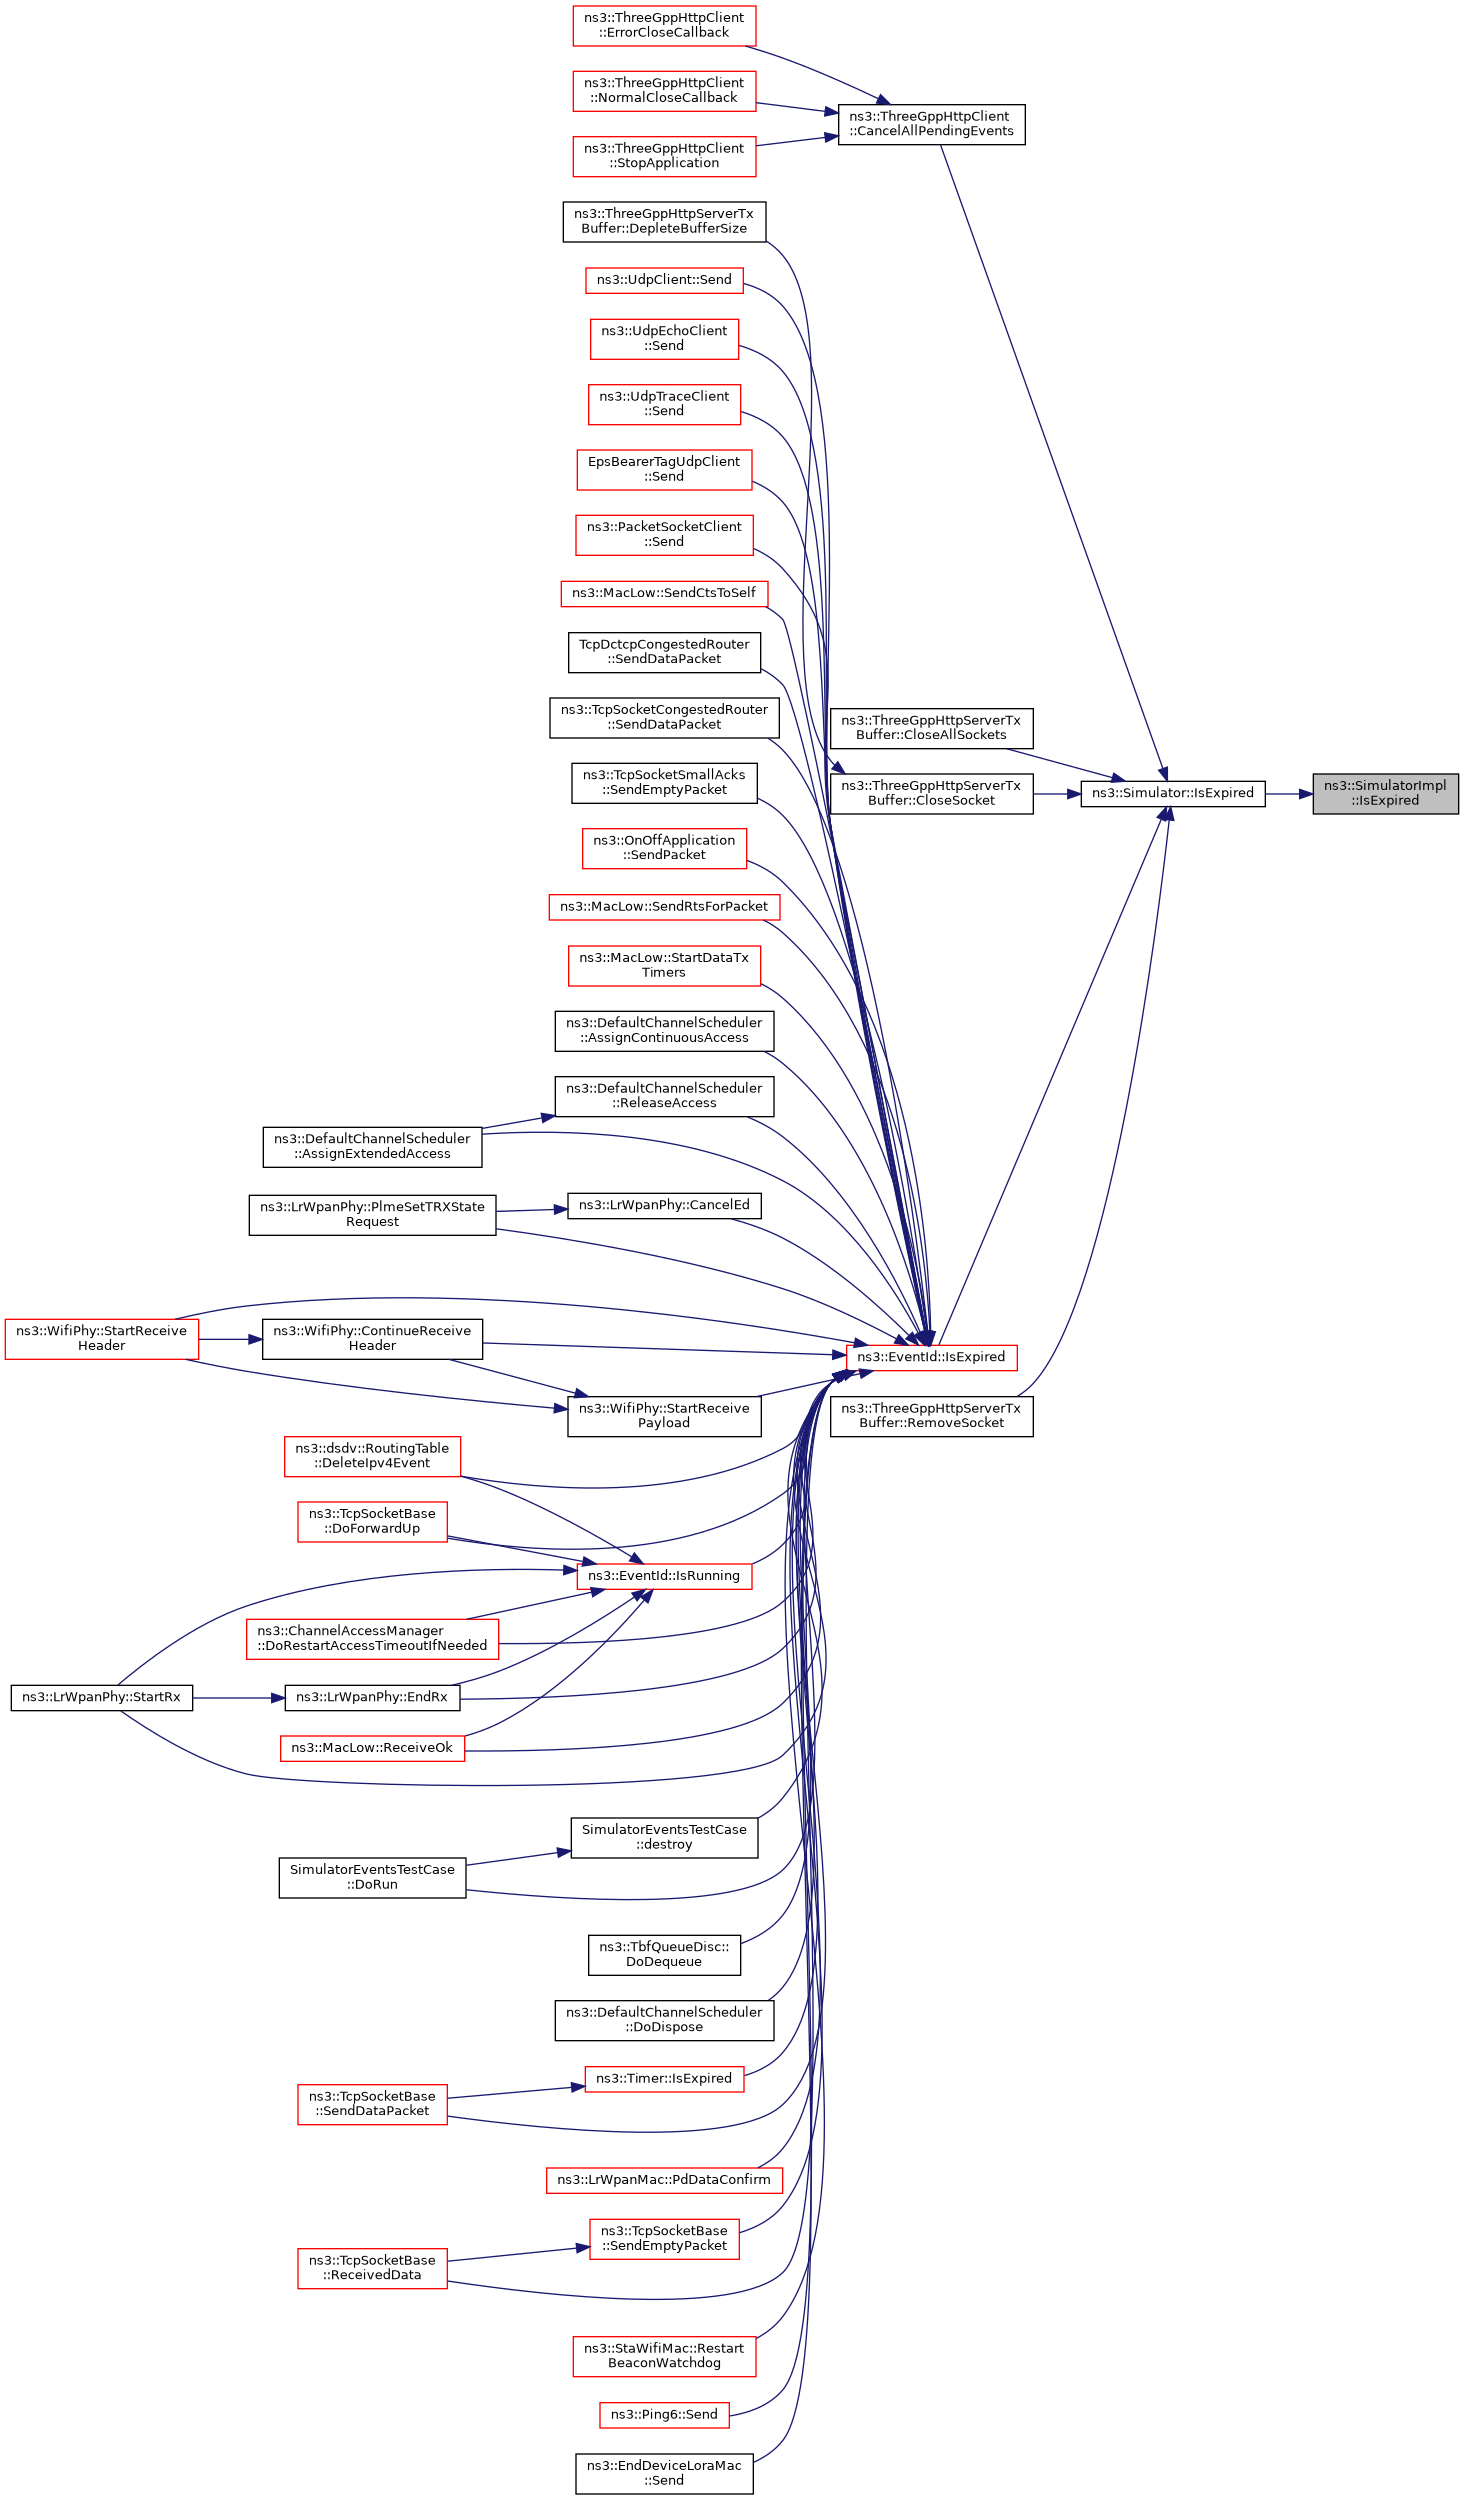 ns3::ThreeGppHttpClient
::ErrorCloseCallback
ns3::ThreeGppHttpClient
::NormalCloseCallback
ns3::ThreeGppHttpClient
::CancelAllPendingEvents
ns3::ThreeGppHttpClient
::StopApplication
ns3::ThreeGppHttpServerTx
Buffer::DepleteBufferSize
ns3::UdpClient::Send
ns3::UdpEchoClient
::Send
ns3::UdpTraceClient
::Send
EpsBearerTagUdpClient
::Send
ns3::PacketSocketClient
::Send
ns3::MacLow::SendCtsToSelf
TcpDctcpCongestedRouter
::SendDataPacket
ns3::TcpSocketCongestedRouter
::SendDataPacket
ns3::ThreeGppHttpServerTx
Buffer::CloseAllSockets
ns3::TcpSocketSmallAcks
::SendEmptyPacket
ns3::ThreeGppHttpServerTx
Buffer::CloseSocket
ns3::Simulator::IsExpired
ns3::SimulatorImpl
::IsExpired
ns3::OnOffApplication
::SendPacket
ns3::MacLow::SendRtsForPacket
ns3::MacLow::StartDataTx
Timers
ns3::DefaultChannelScheduler
::AssignContinuousAccess
ns3::DefaultChannelScheduler
::ReleaseAccess
ns3::DefaultChannelScheduler
::AssignExtendedAccess
ns3::LrWpanPhy::CancelEd
ns3::LrWpanPhy::PlmeSetTRXState
Request
ns3::WifiPhy::StartReceive
Header
ns3::WifiPhy::ContinueReceive
Header
ns3::EventId::IsExpired
ns3::WifiPhy::StartReceive
Payload
ns3::ThreeGppHttpServerTx
Buffer::RemoveSocket
ns3::dsdv::RoutingTable
::DeleteIpv4Event
ns3::TcpSocketBase
::DoForwardUp
ns3::EventId::IsRunning
ns3::ChannelAccessManager
::DoRestartAccessTimeoutIfNeeded
ns3::LrWpanPhy::StartRx
ns3::LrWpanPhy::EndRx
ns3::MacLow::ReceiveOk
SimulatorEventsTestCase
::destroy
SimulatorEventsTestCase
::DoRun
ns3::TbfQueueDisc::
DoDequeue
ns3::DefaultChannelScheduler
::DoDispose
ns3::Timer::IsExpired
ns3::TcpSocketBase
::SendDataPacket
ns3::LrWpanMac::PdDataConfirm
ns3::TcpSocketBase
::SendEmptyPacket
ns3::TcpSocketBase
::ReceivedData
ns3::StaWifiMac::Restart
BeaconWatchdog
ns3::Ping6::Send
ns3::EndDeviceLoraMac
::Send